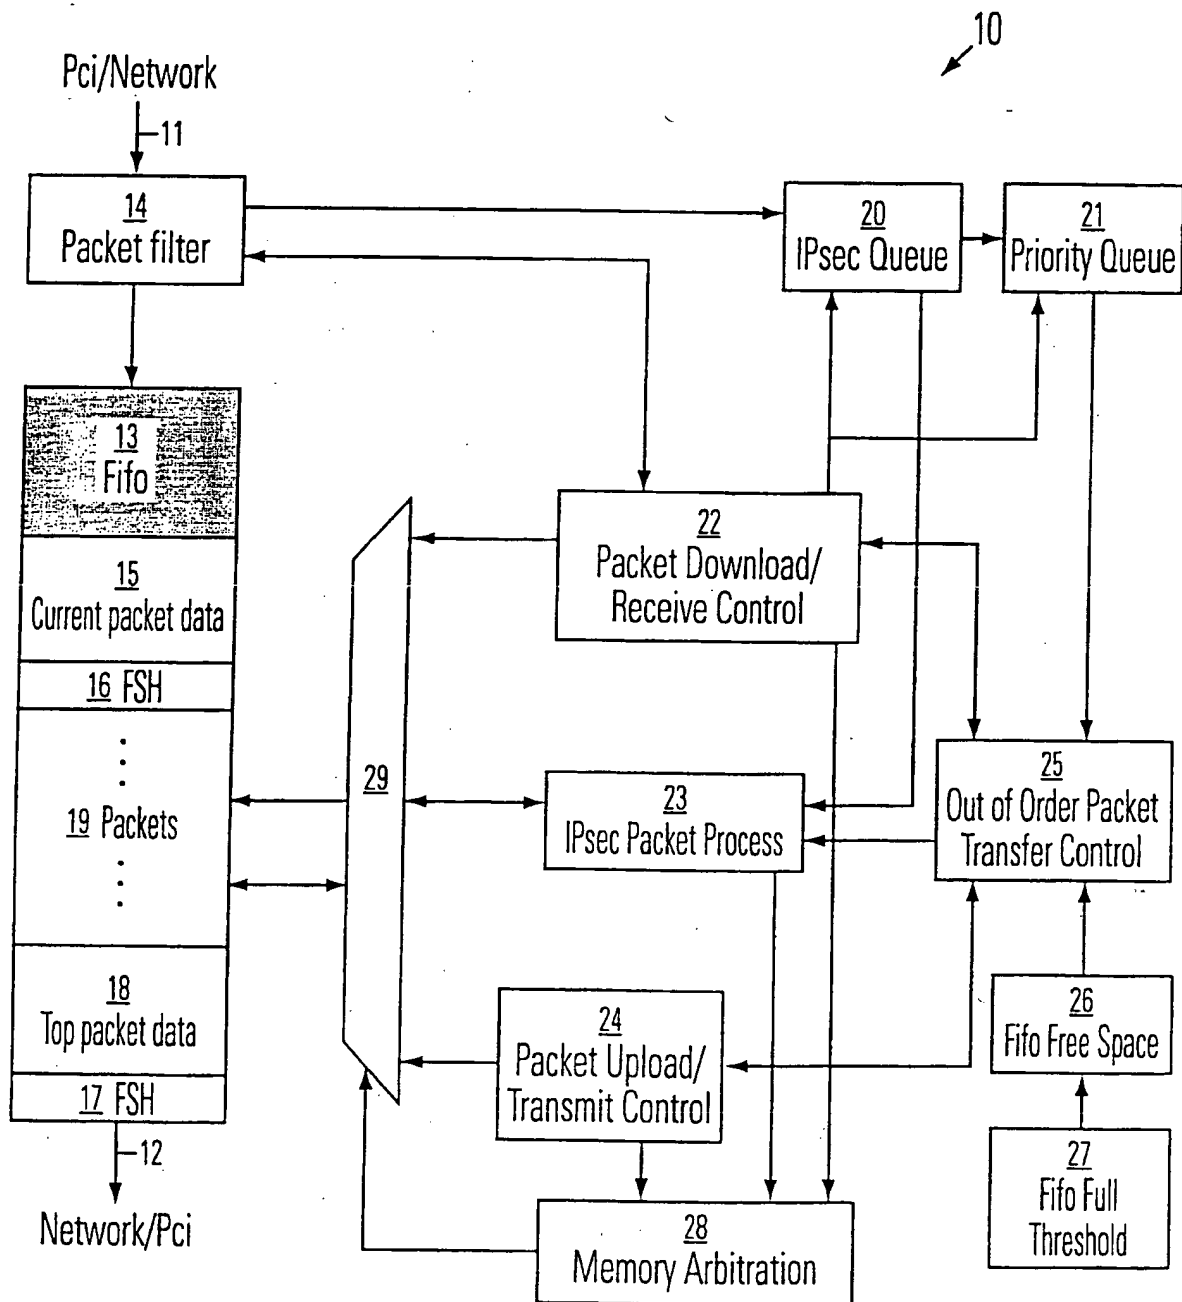 10
Pci/Network
11
14
Packet filter
20
IPsec Queue
21
Priority Queue
13
Fifo
15
Current packet data
16 FSH
19 Packets
18
Top packet data
17 FSH
12
Network/Pci
29
22
Packet Download/
Receive Control
23
IPsec Packet Process
24
Packet Upload/
Transmit Control
25
Out of Order Packet
Transfer Control
26
Fifo Free Space
27
Fifo Full
Threshold
28
Memory Arbitration